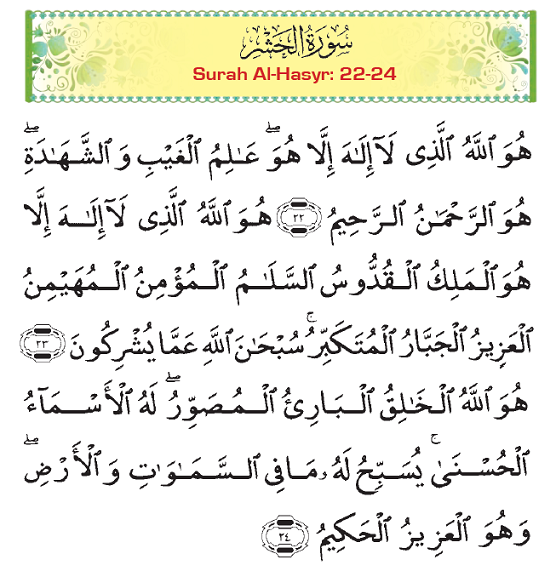 سُورَةُ الْحَشْرِ
Surah Al-Hasyr: 22-24
هُوَ ٱللَّهُ ٱلَّذِى لَآ إِلَـٰهَ إِلَّا هُوَۖ عَـٰلِمُ ٱلْغَيْبِ وَٱلشَّهَـٰدَةِۖ
هُوَ ٱلرَّحْمَـٰنُ ٱلرَّحِيمُ ٢٢ هُوَ ٱللَّهُ ٱلَّذِى لَآ إِلَـٰهَ إِلَّا
هُوَ ٱلْمَلِكُ ٱلْقُدُّوسُ ٱلسَّلَـٰمُ ٱلْمُؤْمِنُ ٱلْمُهَيْمِنُ
ٱلْعَزِيزُ ٱلْجَبَّارُ ٱلْمُتَكَبِّرُۚ سُبْحَـٰنَ ٱللَّهِ عَمَّا يُشْرِكُونَ ٢٣
هُوَ ٱللَّهُ ٱلْخَـٰلِقُ ٱلْبَارِئُ ٱلْمُصَوِّرُۖ لَهُ ٱلْأَسْمَآءُ
ٱلْحُسْنَىٰۚ يُسَبِّحُ لَهُۥ مَا فِى ٱلسَّمَـٰوَٰتِ وَٱلْأَرْضِۖ
وَهُوَ ٱلْعَزِيزُ ٱلْحَكِيمُ ٢٤